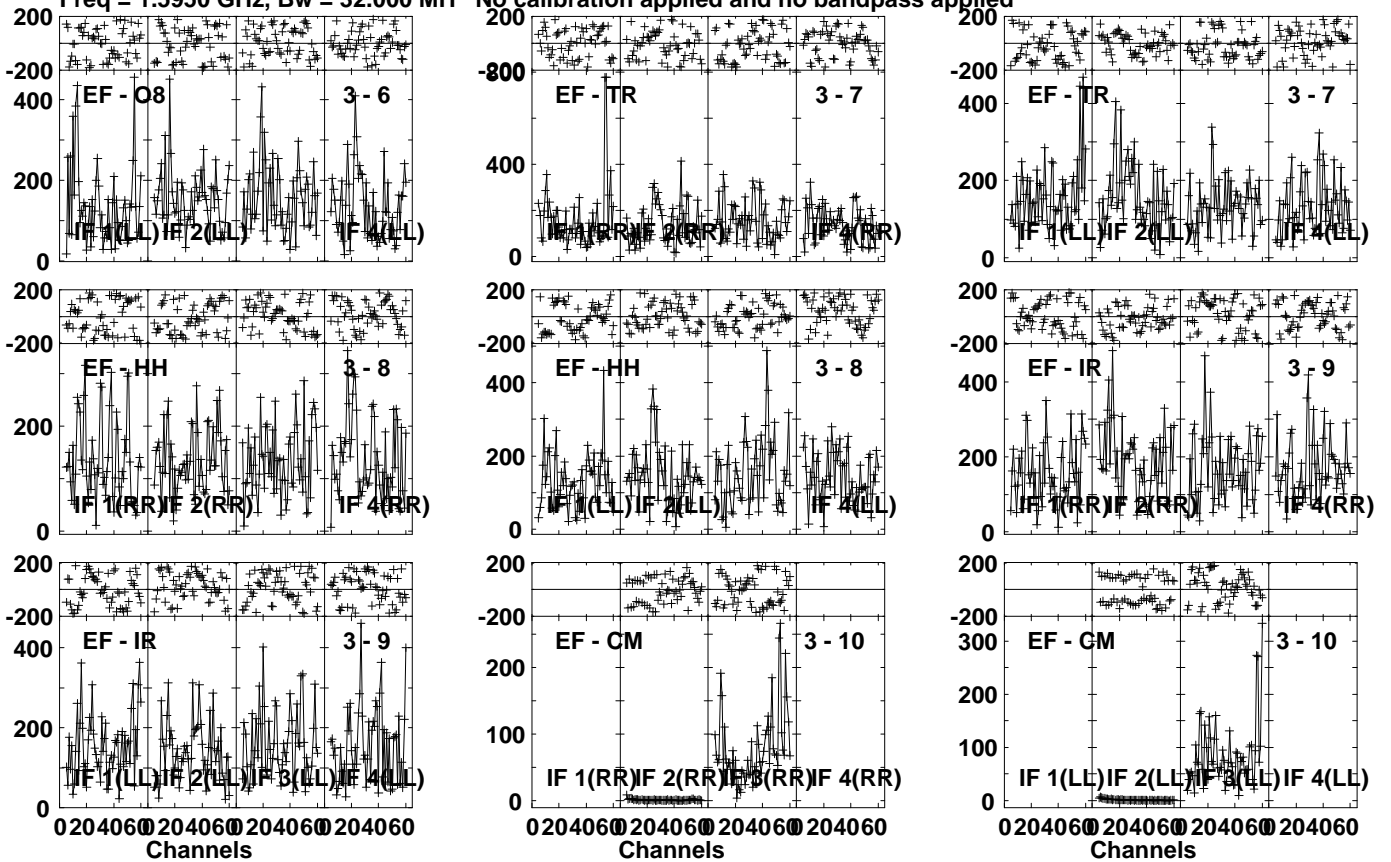 Freq = 1.5950 GHz, Bw = 32.000 MH No calibration applied and no bandpass applied
200
-200
EF - O8 3 - 6
400
200
0
IF 1(LL) IF 2(LL) IF 4(LL)
200
-200
800
EF - TR 3 - 7
400
0
IF 1(RR) IF 2(RR) IF 4(RR)
200
-200
EF - TR 3 - 7
400
200
0
IF 1(LL) IF 2(LL) IF 4(LL)
200
-200
EF - HH 3 - 8
200
0
IF 1(RR) IF 2(RR) IF 4(RR)
200
-200
EF - HH 3 - 8
400
200
0
IF 1(LL) IF 2(LL) IF 4(LL)
200
-200
EF - IR 3 - 9
400
200
0
IF 1(RR) IF 2(RR) IF 4(RR)
200
-200
EF - IR 3 - 9
400
200
0
IF 1(LL) IF 2(LL) IF 3(LL) IF 4(LL)
0 20 40 60 0 20 40 60 0 20 40 60 0 20 40 60
Channels
200
-200
EF - CM 3 - 10
200
100
0
IF 1(RR) IF 2(RR) IF 3(RR) IF 4(RR)
0 20 40 60 0 20 40 60 0 20 40 60 0 20 40 60
Channels
200
-200
EF - CM 3 - 10
300
200
100
0
IF 1(LL) IF 2(LL) IF 3(LL) IF 4(LL)
0 20 40 60 0 20 40 60 0 20 40 60 0 20 40 60
Channels